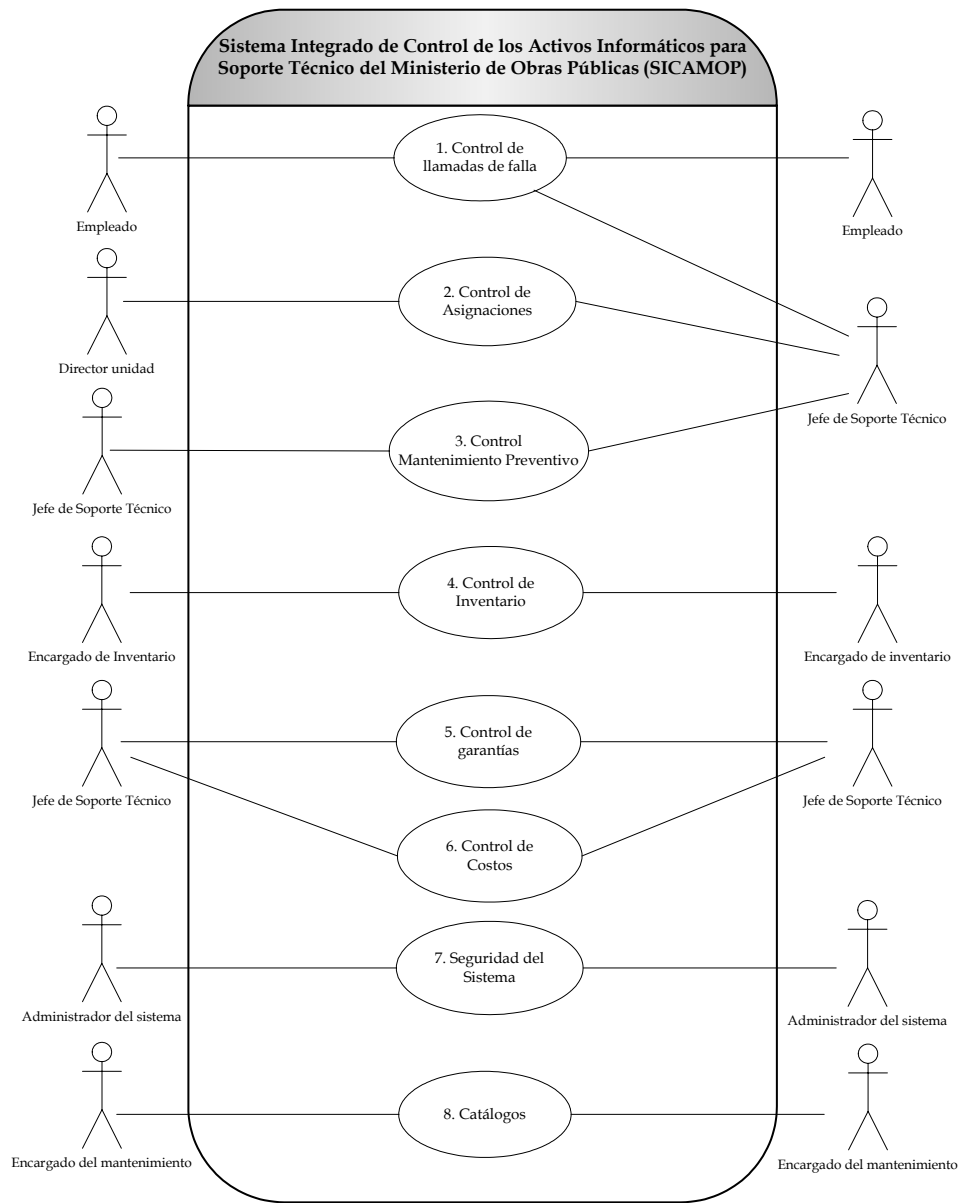 Sistema Integrado de Control de los Activos Informáticos para
Soporte Técnico del Ministerio de Obras Públicas (SICAMOP)
1. Control de
llamadas de falla
Empleado
Empleado
2. Control de
Asignaciones
Director unidad
Jefe de Soporte Técnico
3. Control
Mantenimiento Preventivo
Jefe de Soporte Técnico
4. Control de
Inventario
Encargado de Inventario
Encargado de inventario
5. Control de
garantías
Jefe de Soporte Técnico
Jefe de Soporte Técnico
6. Control de
Costos
7. Seguridad del
Sistema
Administrador del sistema
Administrador del sistema
8. Catálogos
Encargado del mantenimiento
Encargado del mantenimiento